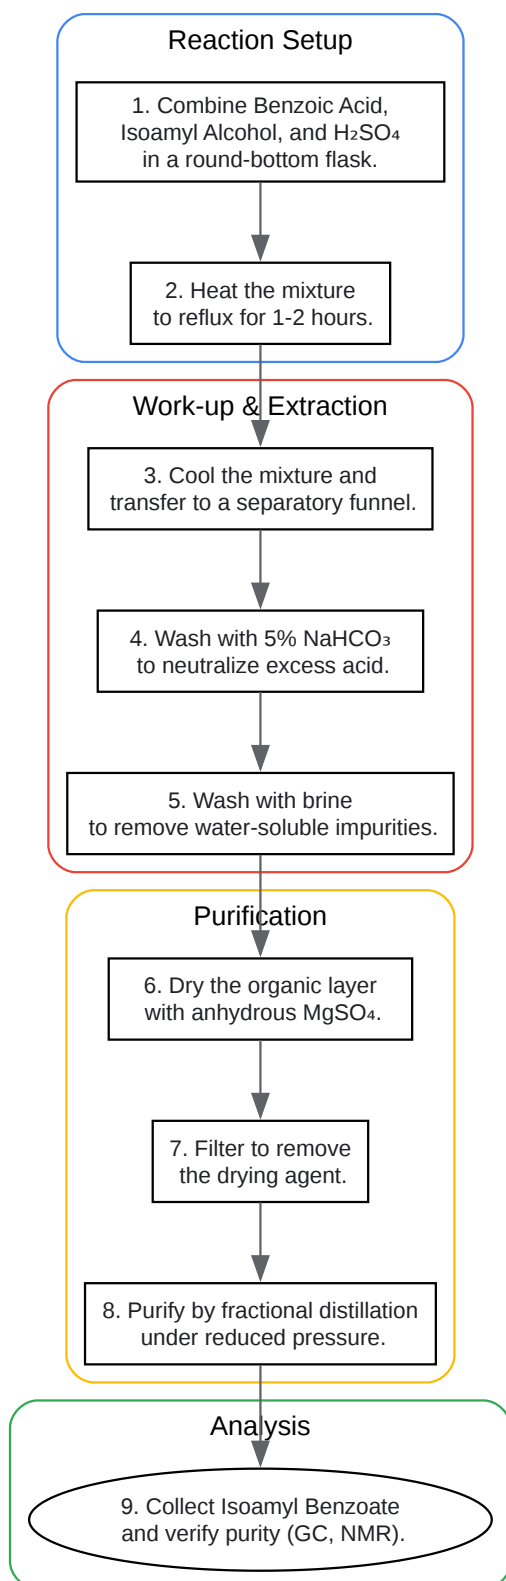 Reaction Setup
1. Combine Benzoic Acid,
Isoamyl Alcohol, and H₂SO₄
in a round-bottom flask.
2. Heat the mixture
to reflux for 1-2 hours.
Work-up & Extraction
3. Cool the mixture and
transfer to a separatory funnel.
4. Wash with 5% NaHCO₃
to neutralize excess acid.
5. Wash with brine
to remove water-soluble impurities.
Purification
6. Dry the organic layer
with anhydrous MgSO₄.
7. Filter to remove
the drying agent.
8. Purify by fractional distillation
under reduced pressure.
Analysis
9. Collect Isoamyl Benzoate
and verify purity (GC, NMR).